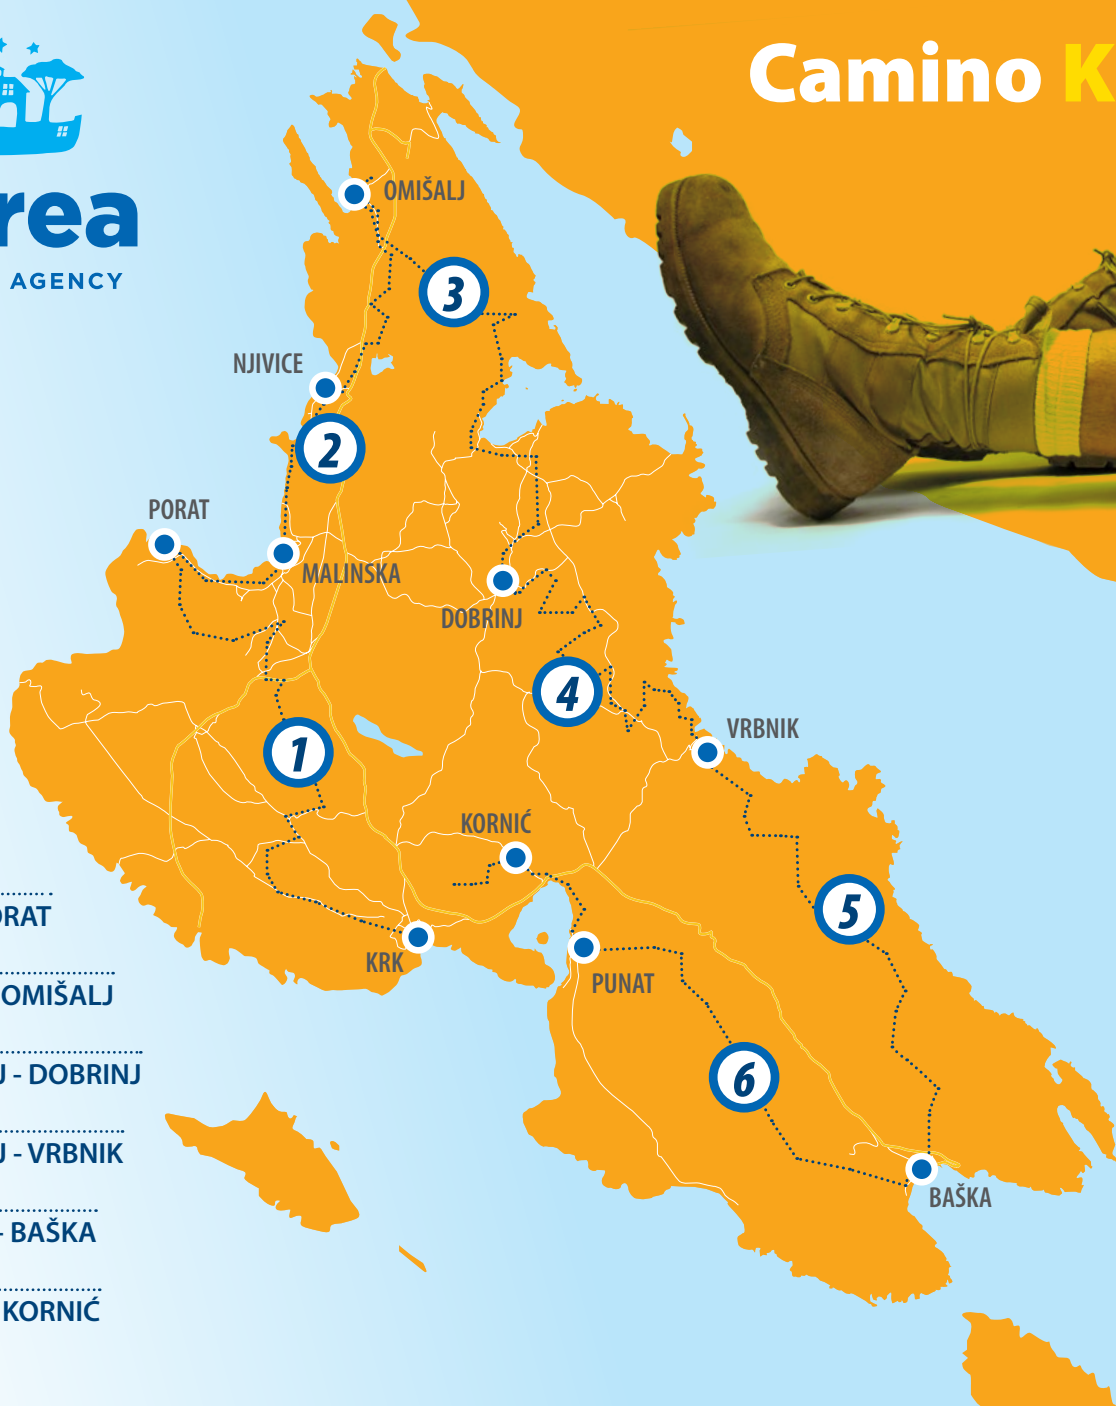 Camino K
rea
AGENCY
OMIŠALJ
3
NJIVICE
2
PORAT
MALINSKA
DOBRINJ
4
VRBNIK
1
KORNIĆ
5
KRK
PUNAT
6
BAŠKA
ORAT
OMIŠALJ
J - DOBRINJ
J - VRBNIK
- BAŠKA
KORNIĆ